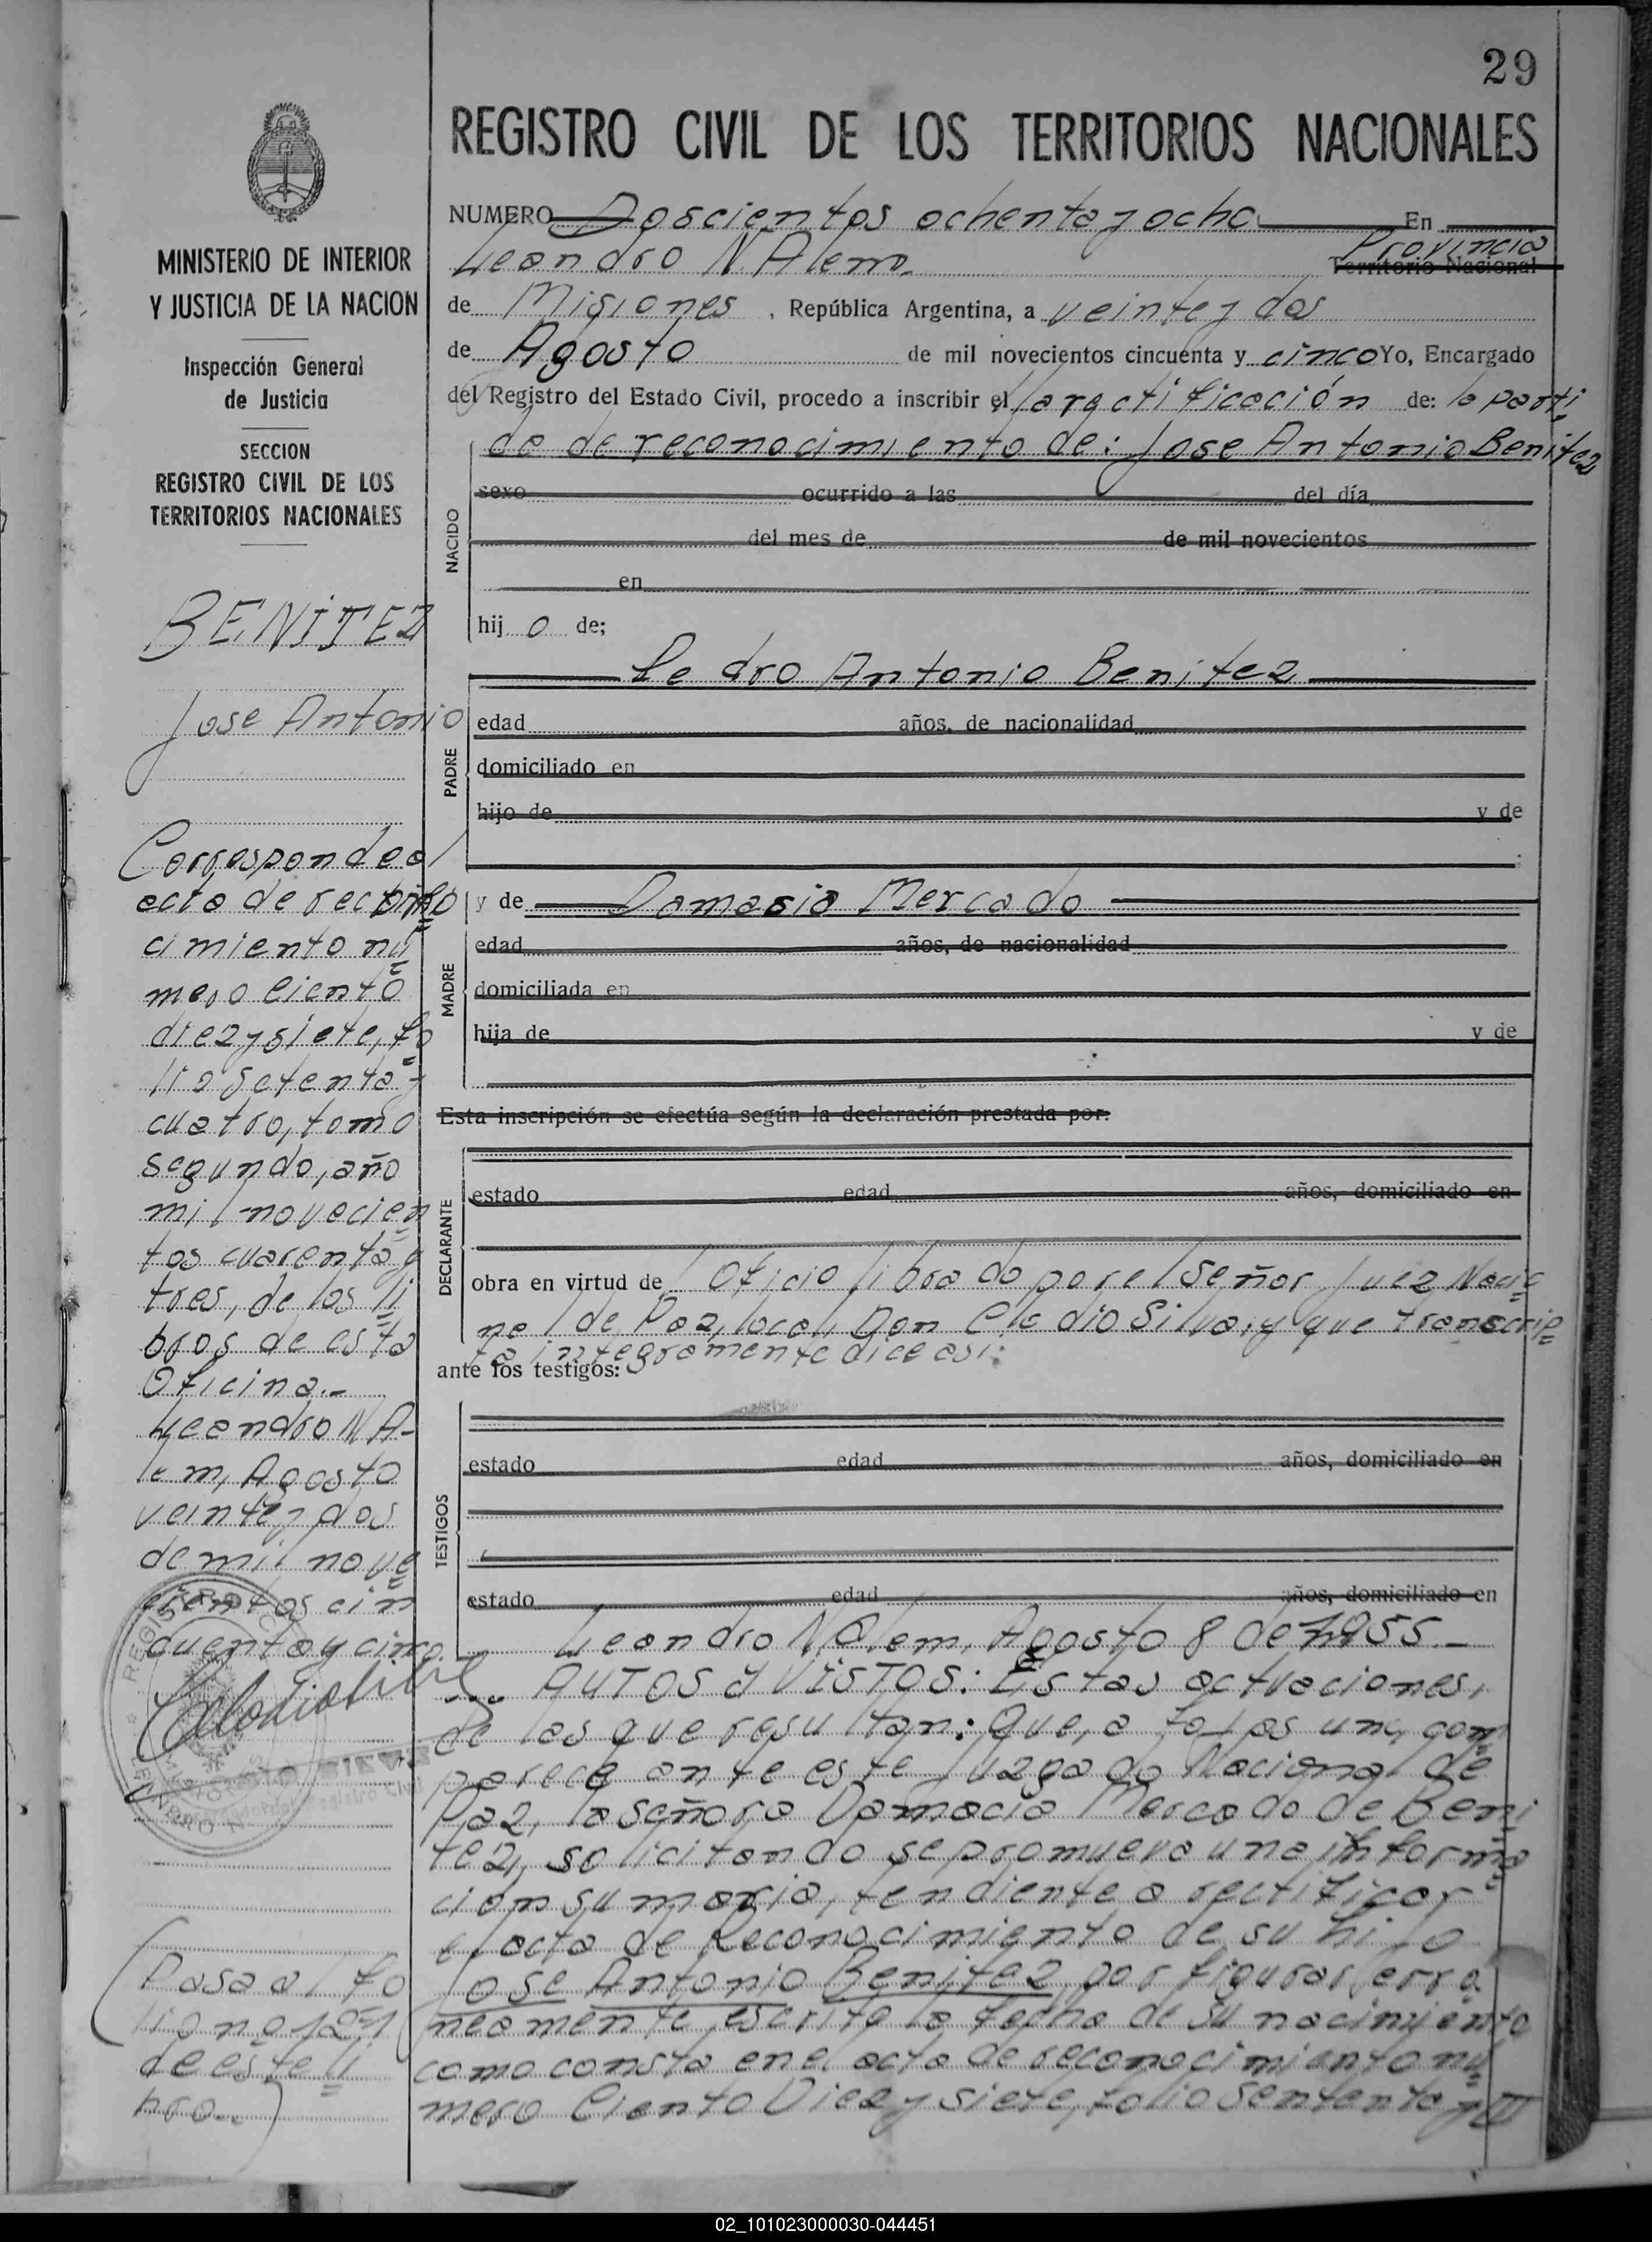 29
REGISTRO CIVIL DE LOS TERRITORIOS NACIONALES
MINISTERIO DE INTERIOR
Y JUSTICIA DE LA NACION
Inspección General
de Justicia
SECCION
REGISTRO CIVIL DE LOS
TERRITORIOS NACIONALES
BENITEZ
Jose Antonio
Corresponde al
acta de recono
cimiento nú=
mero Ciento
diez y siete, fo=
lio setenta y
cuatro, tomo
segundo, año
mil novecien=
tos cuarenta y
tres, de los li=
bros de esta
Oficina.-
Leandro N. A-
lem, Agosto
veinte y dos
de mil nove=
cientos cin
cuenta y cinco.
(Pasa al fo
lio nº 121
de este li=
bro..)
NUMERO Doscientos ochenta y ocho En
Leandro N. Alem. Provincia
Territorio Nacional
de Misiones, República Argentina, a veinte y dos
de Agosto de mil novecientos cincuenta y cinco Yo, Encargado
del Registro del Estado Civil, procedo a inscribir el la rectificación de: la parti
da de reconocimiento de: Jose Antonio Benitez
NACIDO
sexo ocurrido a las del día
del mes de de mil novecientos
en
hij o de;
Pedro Antonio Benitez
PADRE
edad años, de nacionalidad
domiciliado en
hijo de y de
y de Damasia Mercado
MADRE
edad años, de nacionalidad
domiciliada en
hija de y de
Esta inscripción se efectúa según la declaración prestada por:
DECLARANTE
estado edad años, domiciliado en
obra en virtud de Oficio librado por el Señor Juez Nacio=
nal de Paz, local, Don Silva, y que transcrip=
ta integramente dice asi:
ante los testigos:
TESTIGOS
estado edad años, domiciliado en
estado edad años, domiciliado en
Leandro N. Alem, Agosto 8 de 1955.-
AUTOS Y VISTOS: Estas actuaciones,
de las que resultan: Que, a fojas una, com=
parece ante este Juzgado Nacional de
Paz, la señora Damacia Mercado de Beni=
tez, solicitando se promueva una informa=
cion sumaria, tendiente a rectificar
el acta de Reconocimiento de su hijo
Jose Antonio Benitez, por figurar erro=
neamente escrito la fecha de su nacimiento
como consta en el acta de reconocimiento nu=
mero Ciento Diez y siete, folio Sententa y
02_101023000030-044451